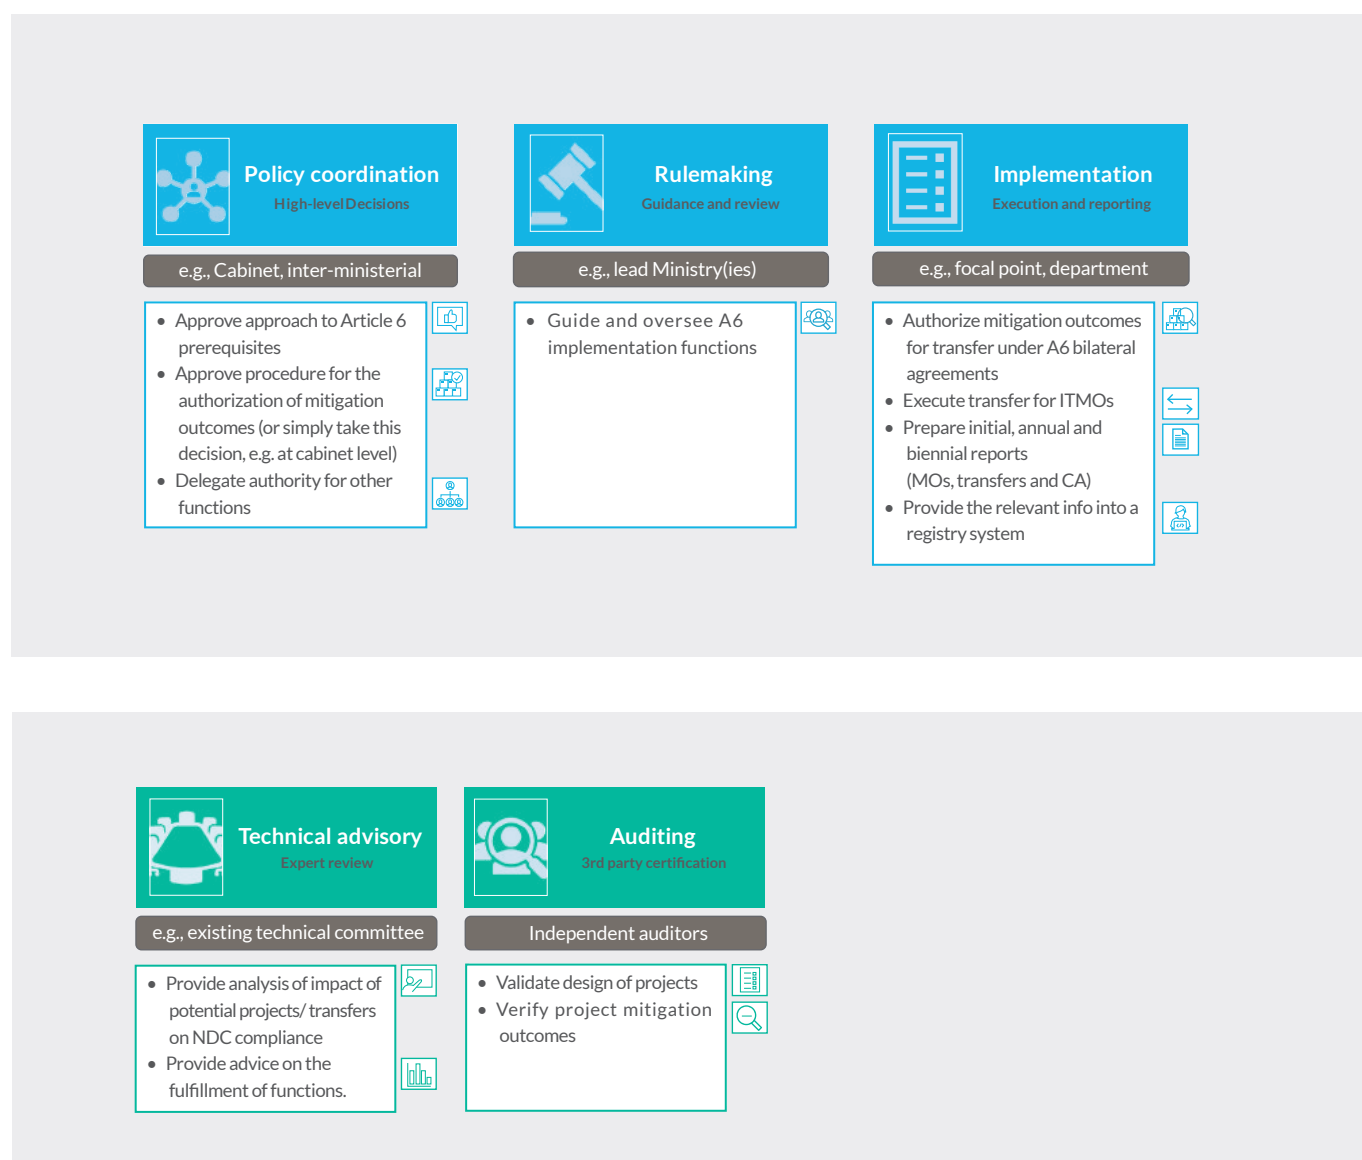 Policy coordination
High-level Decisions
e.g., Cabinet, inter-ministerial
• Approve approach to Article 6
prerequisites
• Approve procedure for the
authorization of mitigation
outcomes (or simply take this
decision, e.g. at cabinet level)
• Delegate authority for other
functions
Rulemaking
Guidance and review
e.g., lead Ministry(ies)
• Guide and oversee A6
implementation functions
Implementation
Execution and reporting
e.g., focal point, department
• Authorize mitigation outcomes
for transfer under A6 bilateral
agreements
• Execute transfer for ITMOs
• Prepare initial, annual and
biennial reports
(MOs, transfers and CA)
• Provide the relevant info into a
registry system
Technical advisory
Expert review
e.g., existing technical committee
• Provide analysis of impact of
potential projects/ transfers
on NDC compliance
• Provide advice on the
fulfillment of functions.
Auditing
3rd party certification
Independent auditors
• Validate design of projects
• Verify project mitigation
outcomes